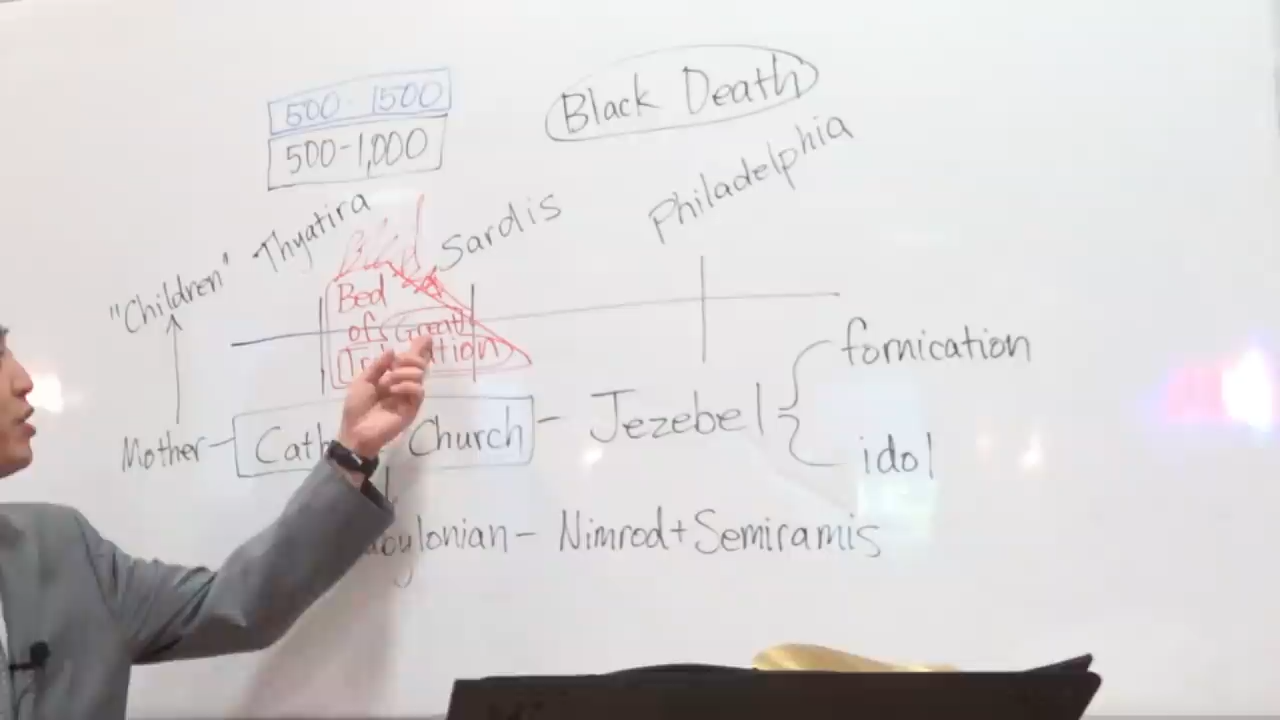 500 - 1500
500-1,000
Black Death
"Children" Thyatira
Sardis
Philadelphia
Bed
of Great
Mother - Church - Jezebel
fornication
idol
Nimrod + Semiramis